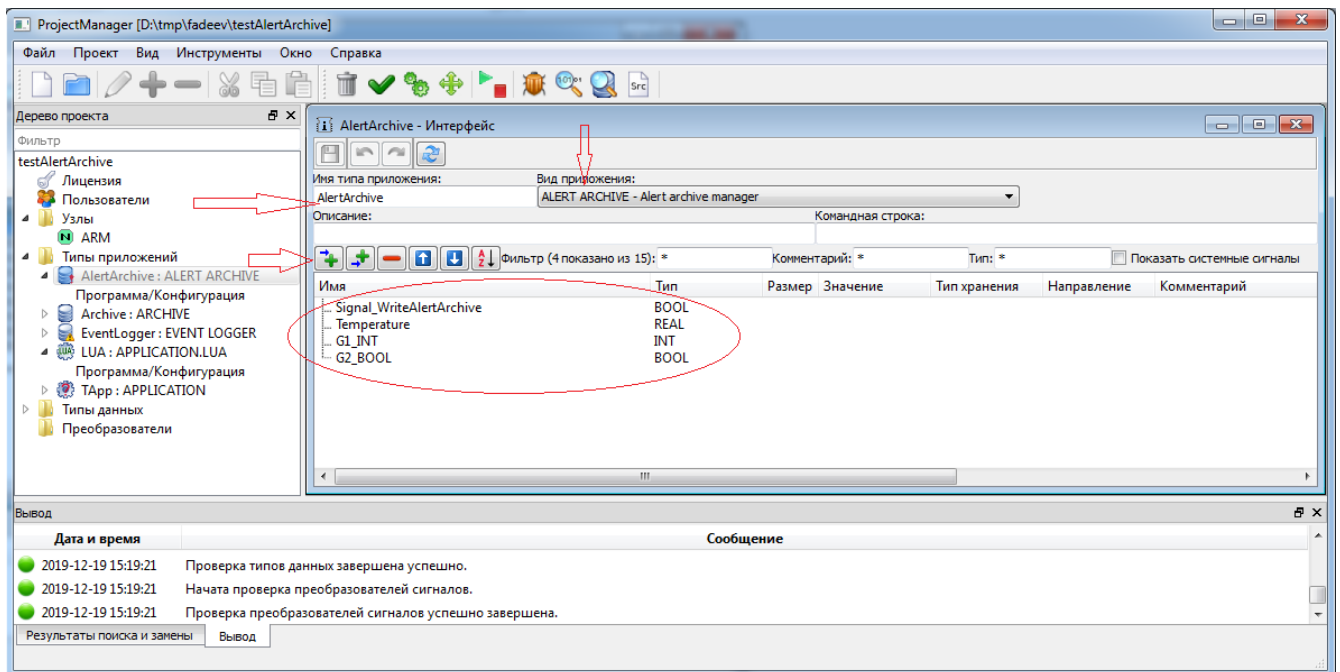 ProjectManager [D:\tmp\fadeev\testAlertArchive]
Файл Проект Вид Инструменты Окно Справка
Src
Дерево проекта
Фильтр
testAlertArchive
Лицензия
Пользователи
Узлы
N ARM
Типы приложений
AlertArchive : ALERT ARCHIVE
Программа/Конфигурация
Archive : ARCHIVE
EventLogger : EVENT LOGGER
LUA : APPLICATION.LUA
Программа/Конфигурация
TApp : APPLICATION
Типы данных
Преобразователи
AlertArchive - Интерфейс
Имя типа приложения: Вид приложения:
AlertArchive ALERT ARCHIVE - Alert archive manager
Описание: Командная строка:
Фильтр (4 показано из 15): * Комментарий: * Тип: * Показать системные сигналы
Имя Тип Размер Значение Тип хранения Направление Комментарий
Signal_WriteAlertArchive BOOL
Temperature REAL
G1_INT INT
G2_BOOL BOOL
Вывод
Дата и время Сообщение
2019-12-19 15:19:21 Проверка типов данных завершена успешно.
2019-12-19 15:19:21 Начата проверка преобразователей сигналов.
2019-12-19 15:19:21 Проверка преобразователей сигналов успешно завершена.
Результаты поиска и замены Вывод